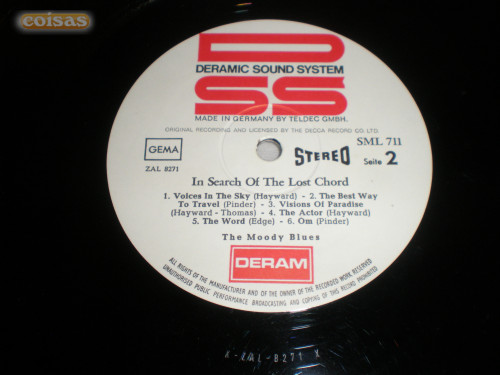 coisas
DSS
DERAMIC SOUND SYSTEM
MADE IN GERMANY BY TELDEC GMBH.
ORIGINAL RECORDING AND LICENSED BY THE DECCA RECORD CO. LTD.
GEMA
ZAL 8271
STEREO
SML 711
Seite 2
In Search Of The Lost Chord
1. Voices In The Sky (Hayward) - 2. The Best Way
To Travel (Pinder) - 3. Visions Of Paradise
(Hayward - Thomas) - 4. The Actor (Hayward)
5. The Word (Edge) - 6. Om (Pinder)
The Moody Blues
DERAM
ALL RIGHTS OF THE MANUFACTURER AND OF THE OWNER OF THE RECORDED WORK RESERVED
UNAUTHORISED PUBLIC PERFORMANCE BROADCASTING AND COPYING OF THIS RECORD PROHIBITED